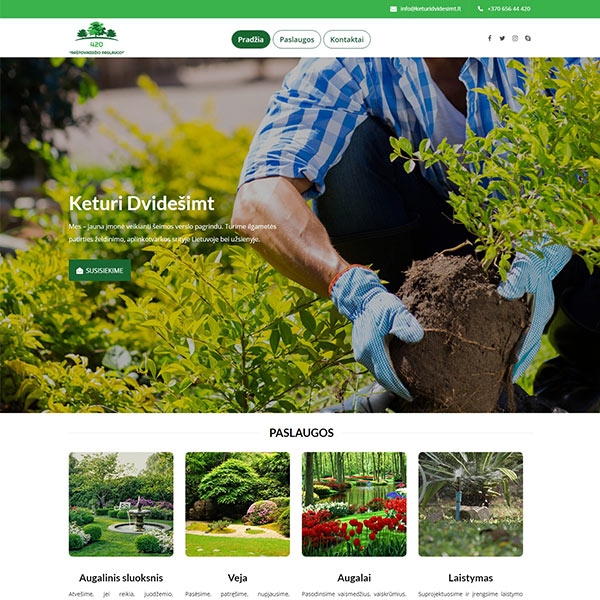 info@keturidvidesimt.lt
+370 656 44 420
420
Pradžia
Paslaugos
Kontaktai
Keturi Dvidešimt
Mes – jauna įmonė veikianti šeimos verslo pagrindu. Turime ilgametės
patirties želdinimo, aplinkotvarkos srityje Lietuvoje bei užsienyje.
SUSISIEKIME
PASLAUGOS
Augalinis sluoksnis
Veja
Augalai
Laistymas
Atvešime, jei reikia, juodžemio,
Pasėsime, patręšime, nupjausime,
Pasodinsime vaismedžius, vaiskrūmius,
Suprojektuosime ir įrengsime laistymo